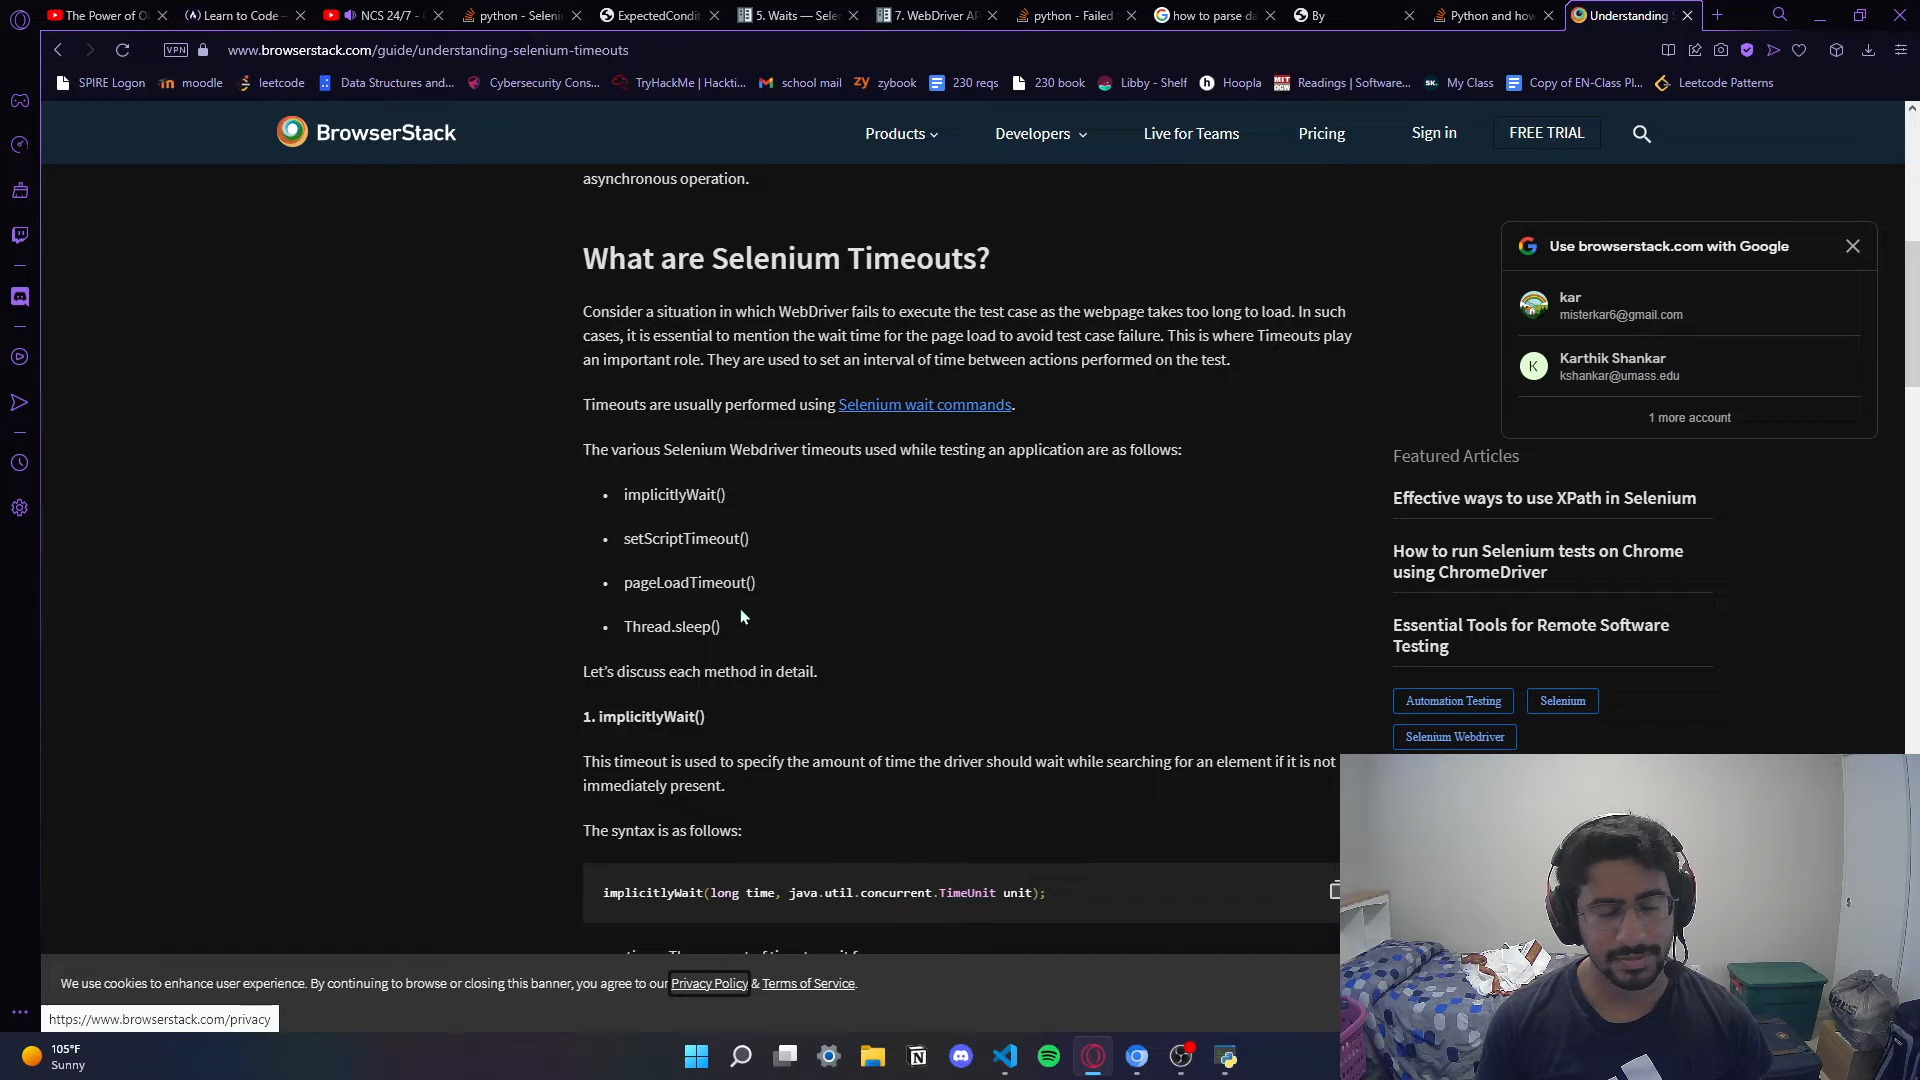 The Power of Ol
Learn to Code -
NCS 24/7 -
python - Seleni
ExpectedCondit
5. Waits — Sele
7. WebDriver AP
python - Failed
how to parse da
By
Python and how
Understanding
VPN
www.browserstack.com/guide/understanding-selenium-timeouts
SPIRE Logon
moodle
leetcode
Data Structures and...
Cybersecurity Cons...
TryHackMe | Hackti...
school mail
zybook
230 reqs
230 book
Libby - Shelf
Hoopla
Readings | Software...
My Class
Copy of EN-Class Pl...
Leetcode Patterns
BrowserStack
Products
Developers
Live for Teams
Pricing
Sign in
FREE TRIAL
asynchronous operation.
What are Selenium Timeouts?
Consider a situation in which WebDriver fails to execute the test case as the webpage takes too long to load. In such
cases, it is essential to mention the wait time for the page load to avoid test case failure. This is where Timeouts play
an important role. They are used to set an interval of time between actions performed on the test.
Timeouts are usually performed using Selenium wait commands.
The various Selenium Webdriver timeouts used while testing an application are as follows:
• implicitlyWait()
• setScriptTimeout()
• pageLoadTimeout()
• Thread.sleep()
Let's discuss each method in detail.
1. implicitlyWait()
This timeout is used to specify the amount of time the driver should wait while searching for an element if it is not
immediately present.
The syntax is as follows:
implicitlyWait(long time, java.util.concurrent.TimeUnit unit);
Use browserstack.com with Google
kar
misterkar6@gmail.com
K
Karthik Shankar
kshankar@umass.edu
1 more account
Featured Articles
Effective ways to use XPath in Selenium
How to run Selenium tests on Chrome
using ChromeDriver
Essential Tools for Remote Software
Testing
Automation Testing
Selenium
Selenium Webdriver
We use cookies to enhance user experience. By continuing to browse or closing this banner, you agree to our Privacy Policy & Terms of Service.
https://www.browserstack.com/privacy
105°F
Sunny